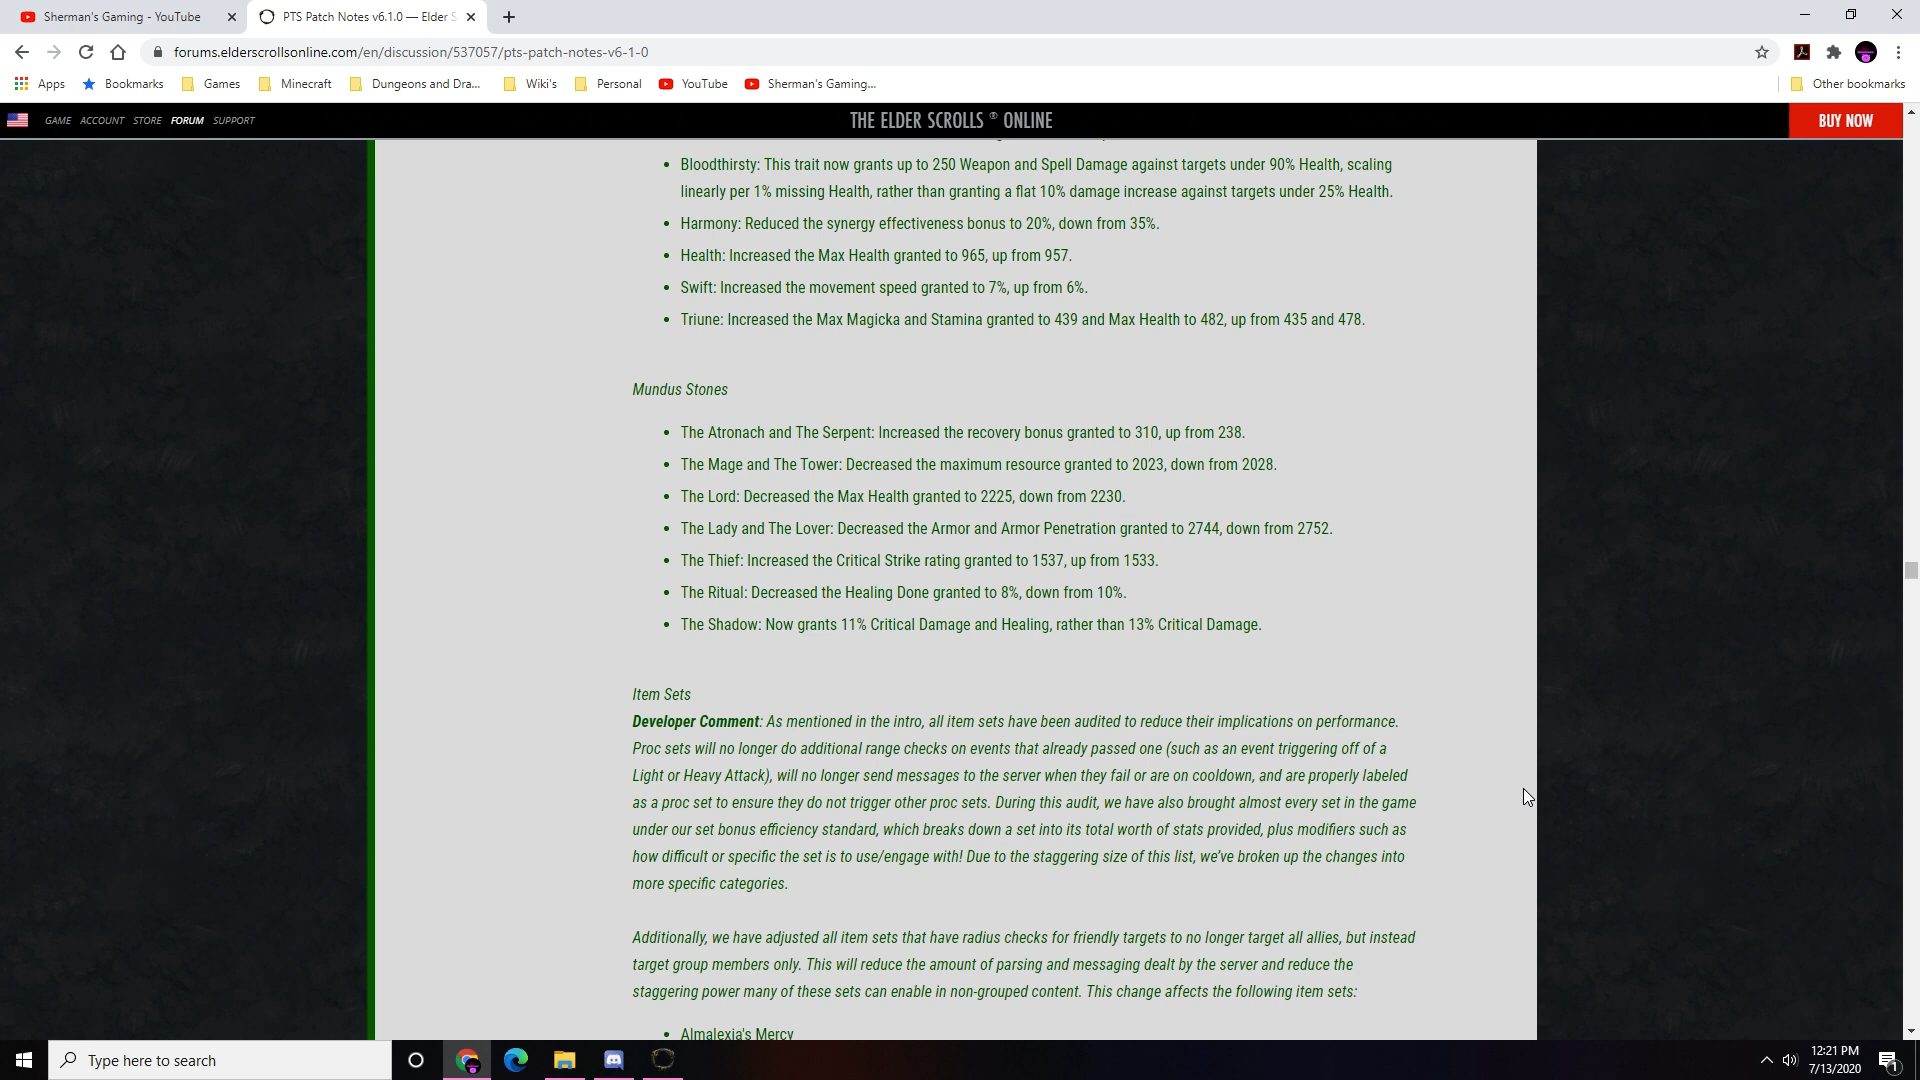 Sherman's Gaming - YouTube
PTS Patch Notes v6.1.0 — Elder S
forums.elderscrollsonline.com/en/discussion/537057/pts-patch-notes-v6-1-0
Apps Bookmarks Games Minecraft Dungeons and Dra... Wiki's Personal YouTube Sherman's Gaming... Other bookmarks
GAME ACCOUNT STORE FORUM SUPPORT THE ELDER SCROLLS ® ONLINE BUY NOW
• Bloodthirsty: This trait now grants up to 250 Weapon and Spell Damage against targets under 90% Health, scaling
linearly per 1% missing Health, rather than granting a flat 10% damage increase against targets under 25% Health.
• Harmony: Reduced the synergy effectiveness bonus to 20%, down from 35%.
• Health: Increased the Max Health granted to 965, up from 957.
• Swift: Increased the movement speed granted to 7%, up from 6%.
• Triune: Increased the Max Magicka and Stamina granted to 439 and Max Health to 482, up from 435 and 478.
Mundus Stones
• The Atronach and The Serpent: Increased the recovery bonus granted to 310, up from 238.
• The Mage and The Tower: Decreased the maximum resource granted to 2023, down from 2028.
• The Lord: Decreased the Max Health granted to 2225, down from 2230.
• The Lady and The Lover: Decreased the Armor and Armor Penetration granted to 2744, down from 2752.
• The Thief: Increased the Critical Strike rating granted to 1537, up from 1533.
• The Ritual: Decreased the Healing Done granted to 8%, down from 10%.
• The Shadow: Now grants 11% Critical Damage and Healing, rather than 13% Critical Damage.
Item Sets
Developer Comment: As mentioned in the intro, all item sets have been audited to reduce their implications on performance.
Proc sets will no longer do additional range checks on events that already passed one (such as an event triggering off of a
Light or Heavy Attack), will no longer send messages to the server when they fail or are on cooldown, and are properly labeled
as a proc set to ensure they do not trigger other proc sets. During this audit, we have also brought almost every set in the game
under our set bonus efficiency standard, which breaks down a set into its total worth of stats provided, plus modifiers such as
how difficult or specific the set is to use/engage with! Due to the staggering size of this list, we've broken up the changes into
more specific categories.
Additionally, we have adjusted all item sets that have radius checks for friendly targets to no longer target all allies, but instead
target group members only. This will reduce the amount of parsing and messaging dealt by the server and reduce the
staggering power many of these sets can enable in non-grouped content. This change affects the following item sets:
• Almalexia's Mercy
Type here to search
12:21 PM
7/13/2020
1